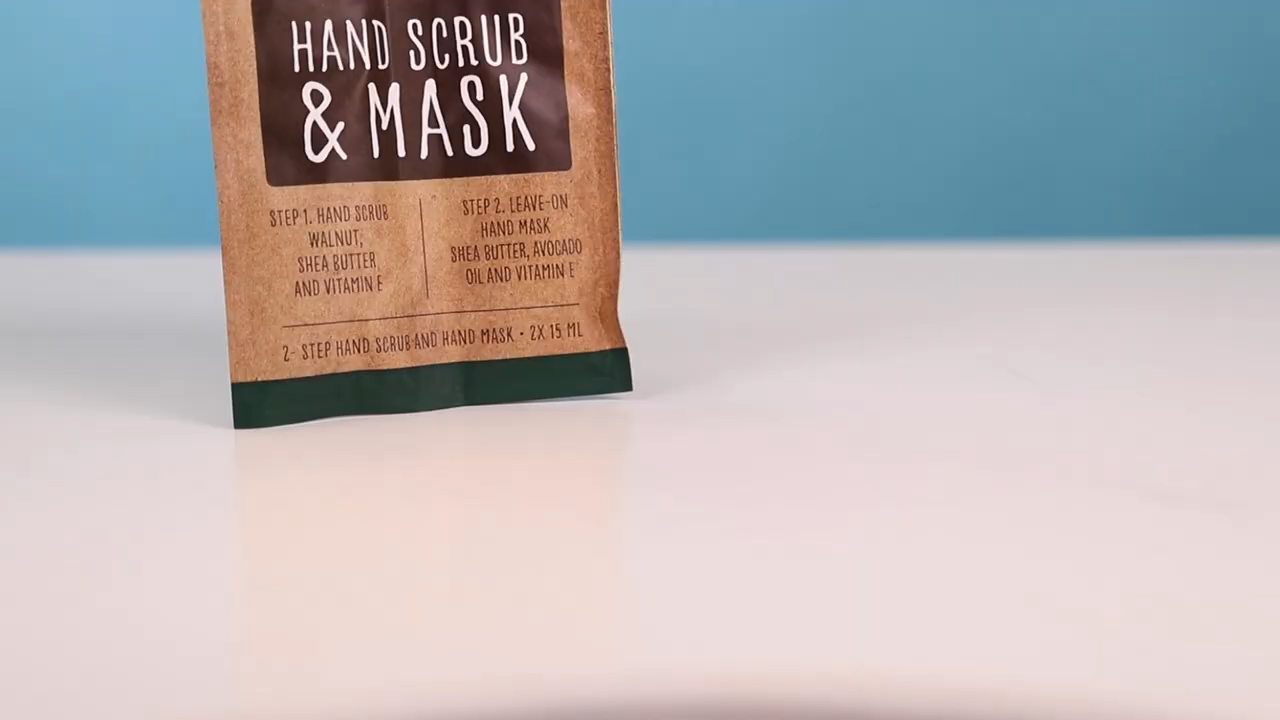 HAND SCRUB
& MASK
STEP 1. HAND SCRUB
WALNUT,
SHEA BUTTER
AND VITAMIN E
STEP 2. LEAVE-ON
HAND MASK
SHEA BUTTER, AVOCADO
OIL AND VITAMIN E
2- STEP HAND SCRUB AND HAND MASK • 2X 15 ML